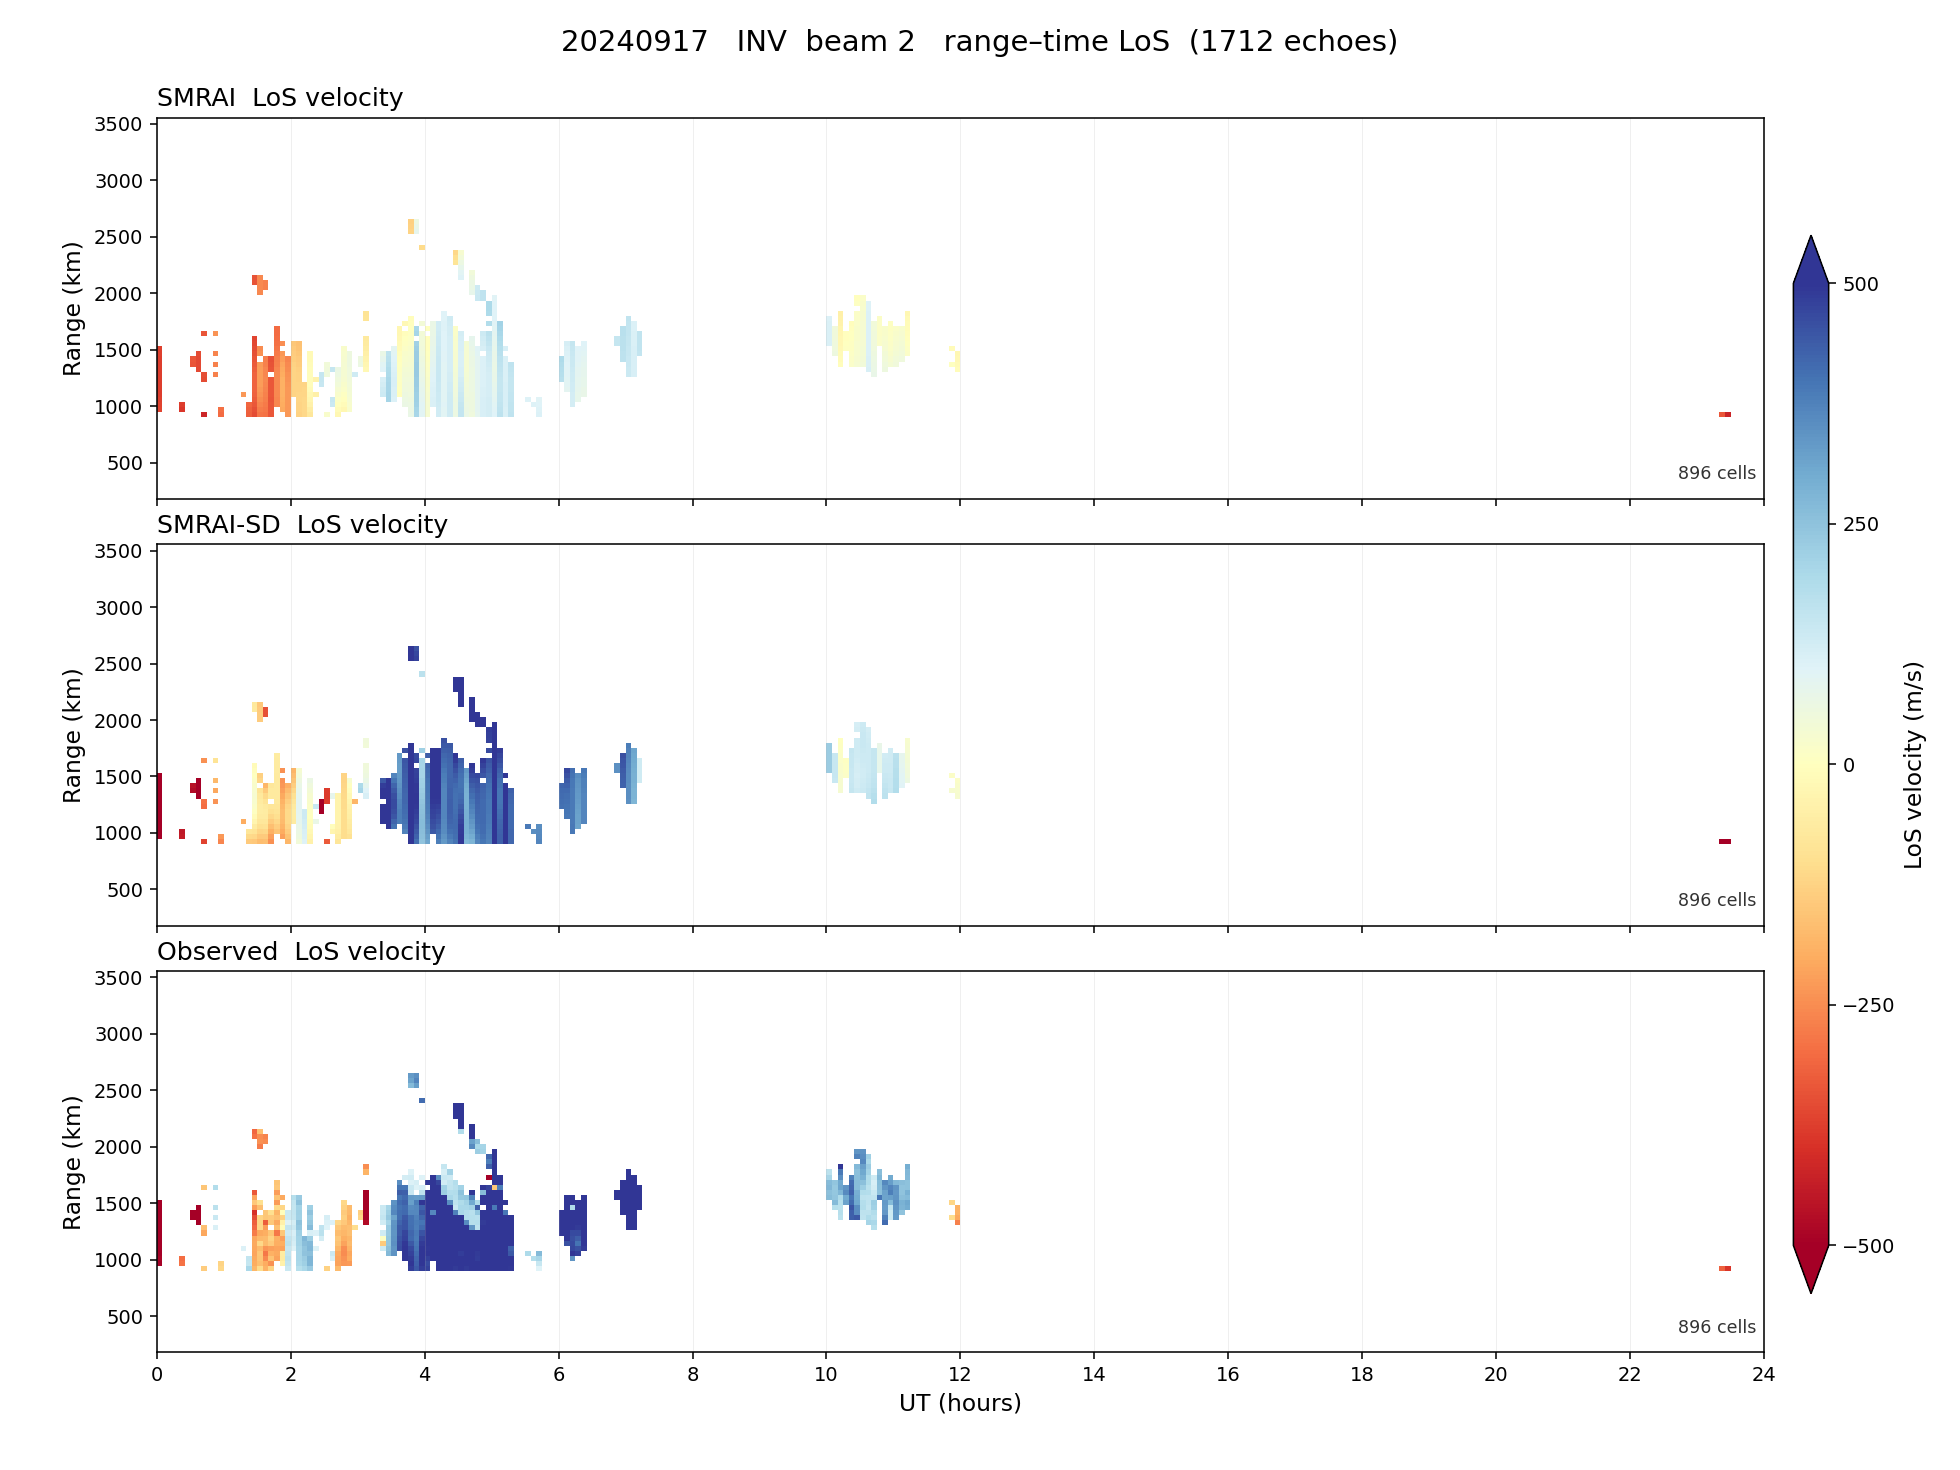 20240917 INV beam 2 range–time LoS (1712 echoes)
SMRAI LoS velocity
3500
3000
2500
2000
1500
1000
500
Range (km)
896 cells
SMRAI-SD LoS velocity
3500
3000
2500
2000
1500
1000
500
Range (km)
896 cells
Observed LoS velocity
3500
3000
2500
2000
1500
1000
500
Range (km)
896 cells
0 2 4 6 8 10 12 14 16 18 20 22 24
UT (hours)
500
250
0
−250
−500
LoS velocity (m/s)